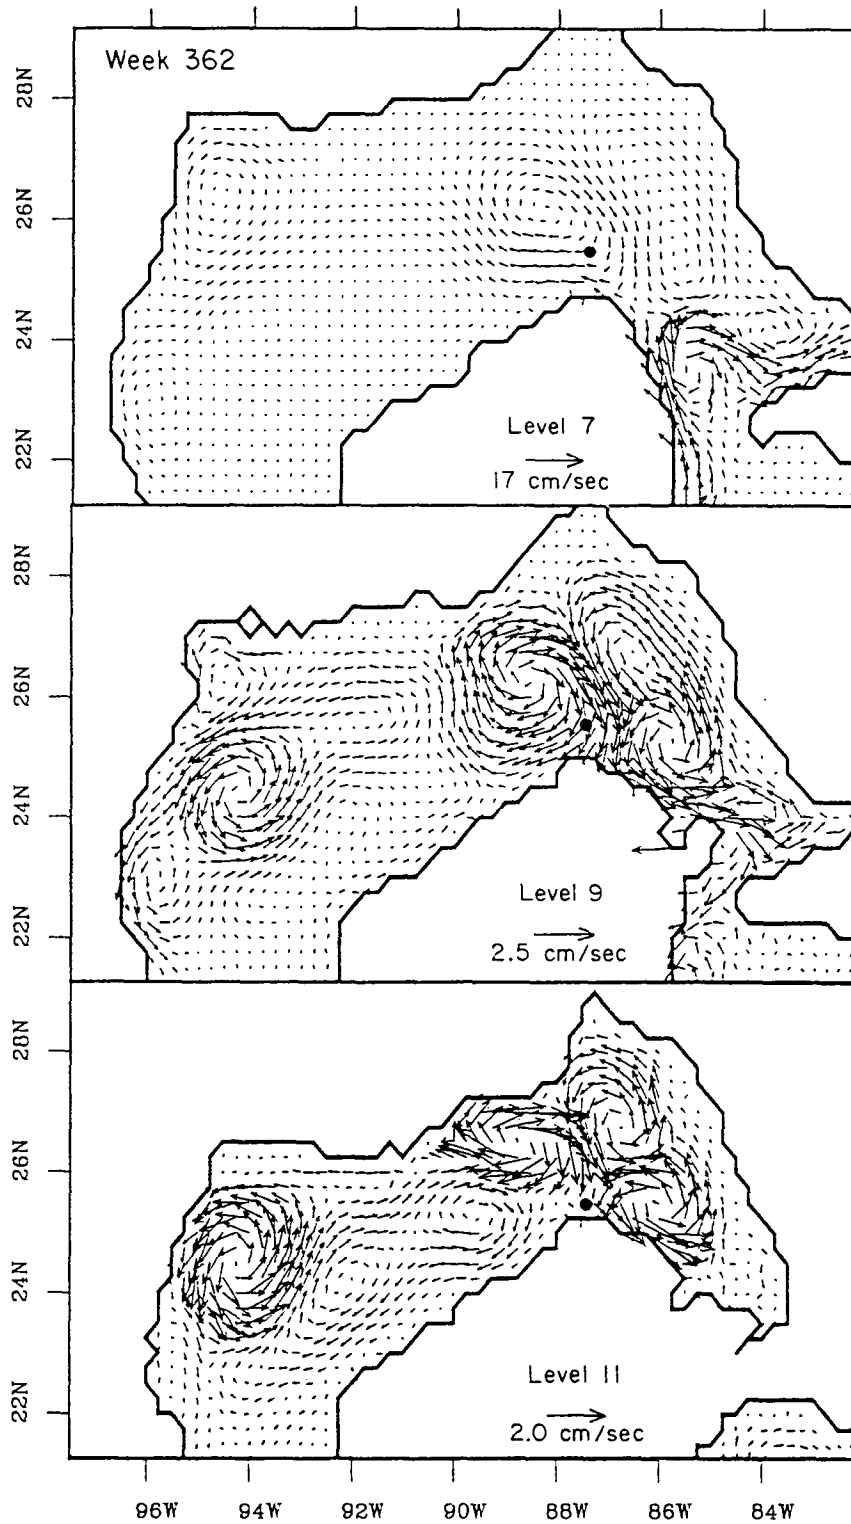 Week 362
28N
26N
24N
22N
Level 7
17 cm/sec
28N
26N
24N
22N
Level 9
2.5 cm/sec
28N
26N
24N
22N
Level 11
2.0 cm/sec
96W 94W 92W 90W 88W 86W 84W